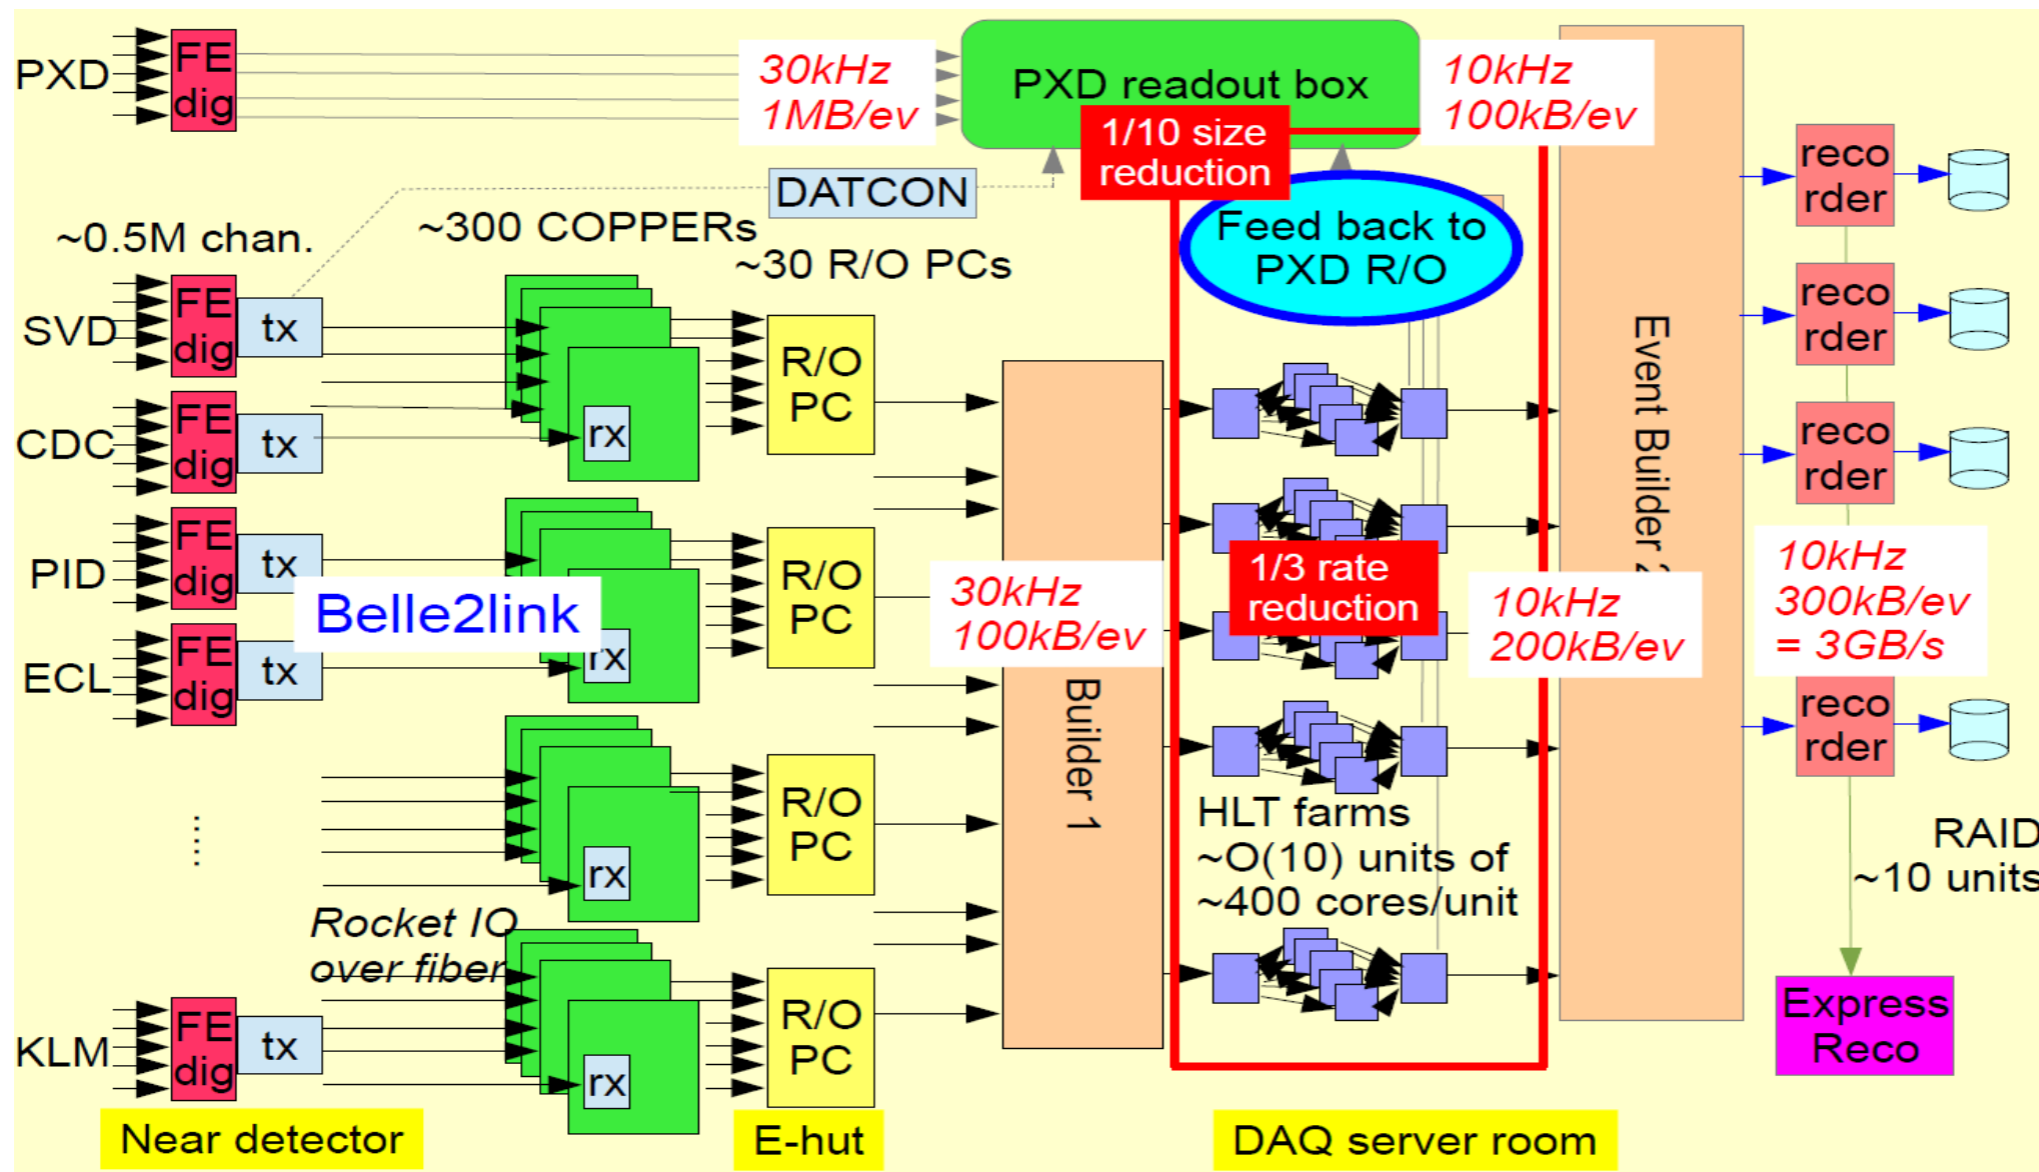 PXD
FE
dig
30kHz
1MB/ev
PXD readout box
10kHz
100kB/ev
1/10 size
reduction
DATCON
Feed back to
PXD R/O
~0.5M chan.
~300 COPPERs
~30 R/O PCs
SVD
FE
dig
tx
CDC
FE
dig
tx
rx
R/O
PC
PID
FE
dig
tx
Belle2link
ECL
FE
dig
tx
rx
R/O
PC
30kHz
100kB/ev
Builder 1
1/3 rate
reduction
10kHz
200kB/ev
Event Builder 2
reco
rder
reco
rder
reco
rder
10kHz
300kB/ev
= 3GB/s
reco
rder
.....
rx
R/O
PC
HLT farms
~O(10) units of
~400 cores/unit
RAID
~10 units
Rocket IO
over fiber
KLM
FE
dig
tx
rx
R/O
PC
Express
Reco
Near detector
E-hut
DAQ server room